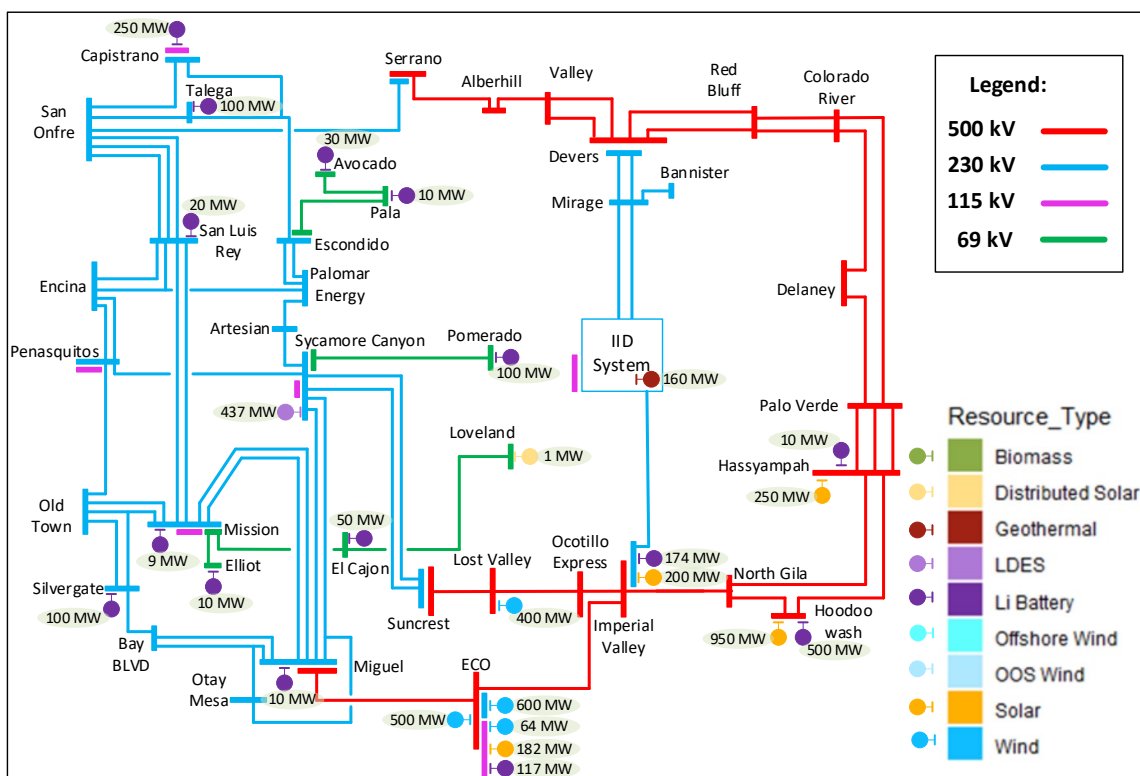 250 MW
Capistrano
Serrano
Alberhill
Valley
Red
Bluff
Colorado
River
Legend:
500 kV
230 kV
115 kV
69 kV
San
Onfre
Talega
100 MW
30 MW
Avocado
10 MW
Pala
Devers
Bannister
Mirage
20 MW
San Luis
Rey
Escondido
Encina
Palomar
Energy
Delaney
Artesian
Penasquitos
Sycamore Canyon
Pomerado
100 MW
IID
System
160 MW
437 MW
Loveland
1 MW
Palo Verde
10 MW
Hassyampah
250 MW
Resource_Type
Biomass
Distributed Solar
Geothermal
LDES
Li Battery
Offshore Wind
OOS Wind
Solar
Wind
Old
Town
Mission
9 MW
Elliot
10 MW
50 MW
El Cajon
Lost Valley
Ocotillo
Express
174 MW
200 MW
North Gila
Silvergate
100 MW
Suncrest
400 MW
Imperial
Valley
Hoodoo
wash
950 MW
500 MW
Bay
BLVD
Miguel
Otay
Mesa
10 MW
ECO
500 MW
600 MW
64 MW
182 MW
117 MW